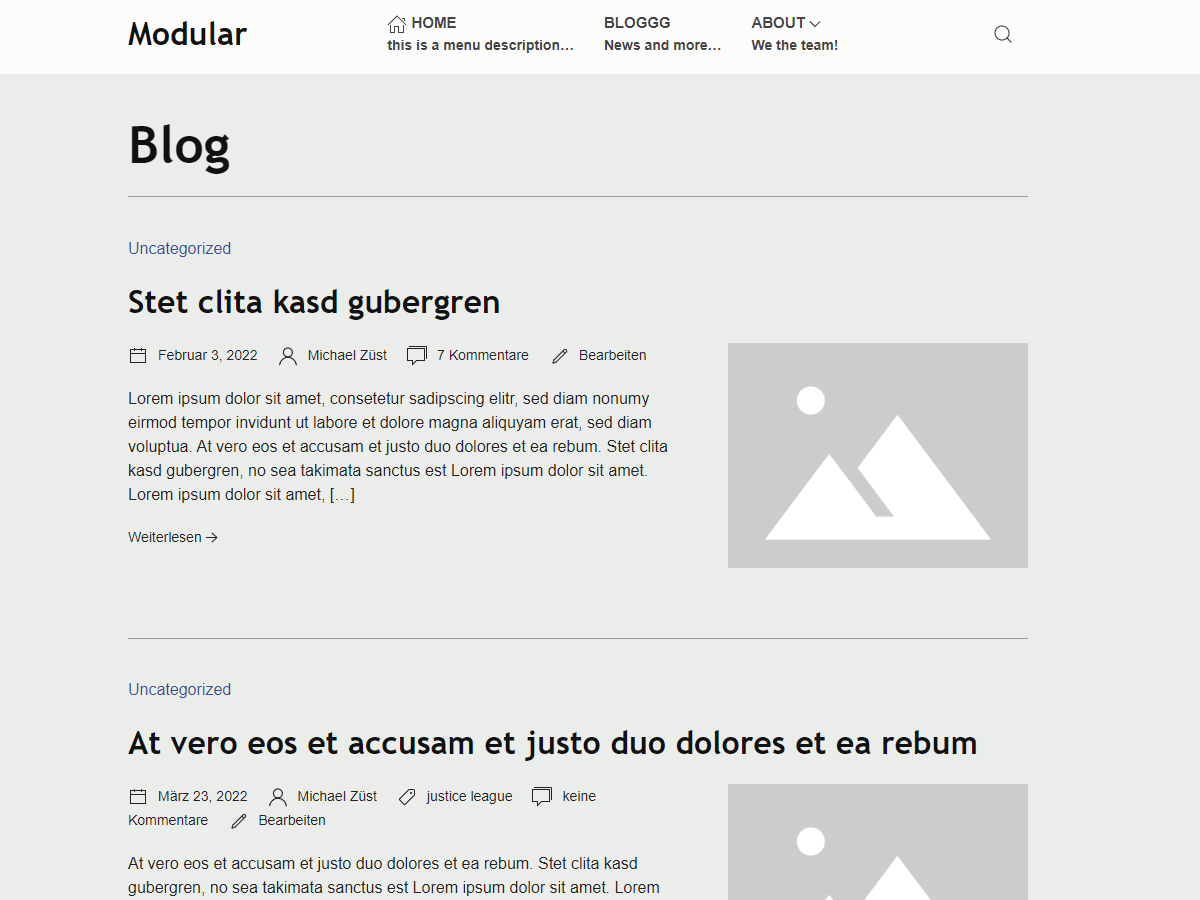 Modular
HOME
this is a menu description…
BLOGGG
News and more…
ABOUT
We the team!
Blog
Uncategorized
Stet clita kasd gubergren
Februar 3, 2022 Michael Züst 7 Kommentare Bearbeiten
Lorem ipsum dolor sit amet, consetetur sadipscing elitr, sed diam nonumy
eirmod tempor invidunt ut labore et dolore magna aliquyam erat, sed diam
voluptua. At vero eos et accusam et justo duo dolores et ea rebum. Stet clita
kasd gubergren, no sea takimata sanctus est Lorem ipsum dolor sit amet.
Lorem ipsum dolor sit amet, […]
Weiterlesen →
Uncategorized
At vero eos et accusam et justo duo dolores et ea rebum
März 23, 2022 Michael Züst justice league keine
Kommentare Bearbeiten
At vero eos et accusam et justo duo dolores et ea rebum. Stet clita kasd
gubergren, no sea takimata sanctus est Lorem ipsum dolor sit amet. Lorem